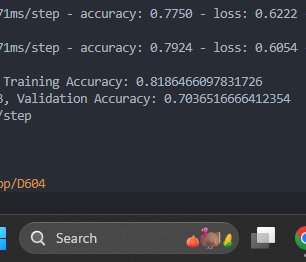 71ms/step - accuracy: 0.7750 - loss: 0.6222
71ms/step - accuracy: 0.7924 - loss: 0.6054
Training Accuracy: 0.8186466097831726
, Validation Accuracy: 0.7036516666412354
/step
/D604
Search